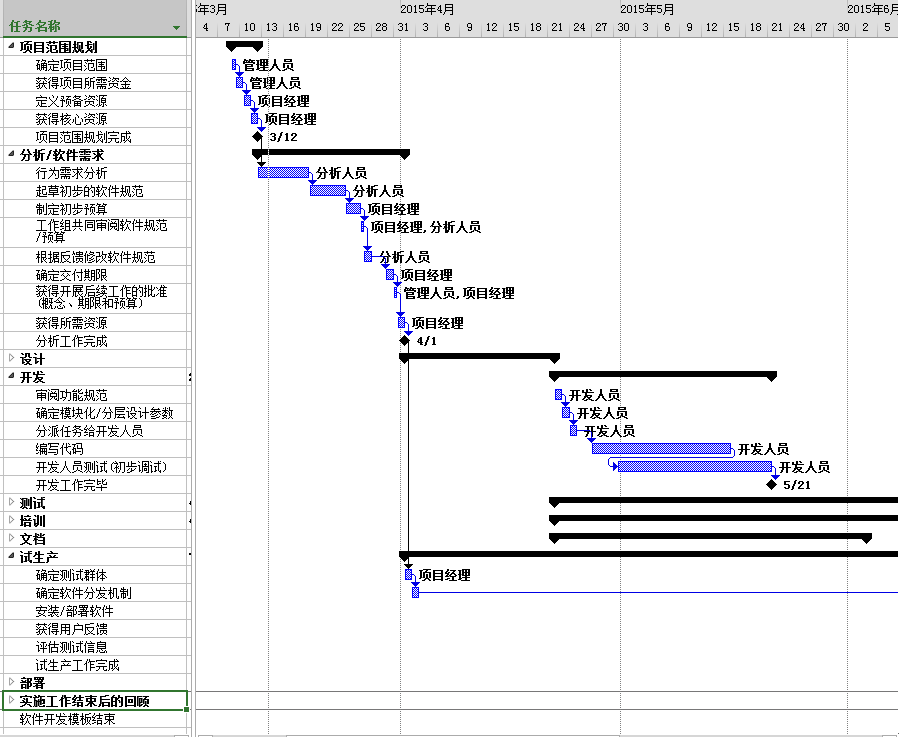 年3月
2015年4月
2015年5月
2015年6月
任务名称
4 7 10 13 16 19 22 25 28 31 3 6 9 12 15 18 21 24 27 30 3 6 9 12 15 18 21 24 27 30 2 5
项目范围规划
确定项目范围 管理人员
获得项目所需资金 管理人员
定义预备资源 项目经理
获得核心资源 项目经理
项目范围规划完成 3/12
分析/软件需求
行为需求分析 分析人员
起草初步的软件规范 分析人员
制定初步预算 项目经理
工作组共同审阅软件规范
/预算
项目经理,分析人员
根据反馈修改软件规范 分析人员
确定交付期限 项目经理
获得开展后续工作的批准
(概念、期限和预算)
管理人员,项目经理
获得所需资源 项目经理
分析工作完成 4/1
设计
开发
审阅功能规范 开发人员
确定模块化/分层设计参数 开发人员
分派任务给开发人员 开发人员
编写代码 开发人员
开发人员测试(初步调试) 开发人员
开发工作完毕 5/21
测试
培训
文档
试生产
确定测试群体 项目经理
确定软件分发机制
安装/部署软件
获得用户反馈
评估测试信息
试生产工作完成
部署
实施工作结束后的回顾
软件开发模板结束